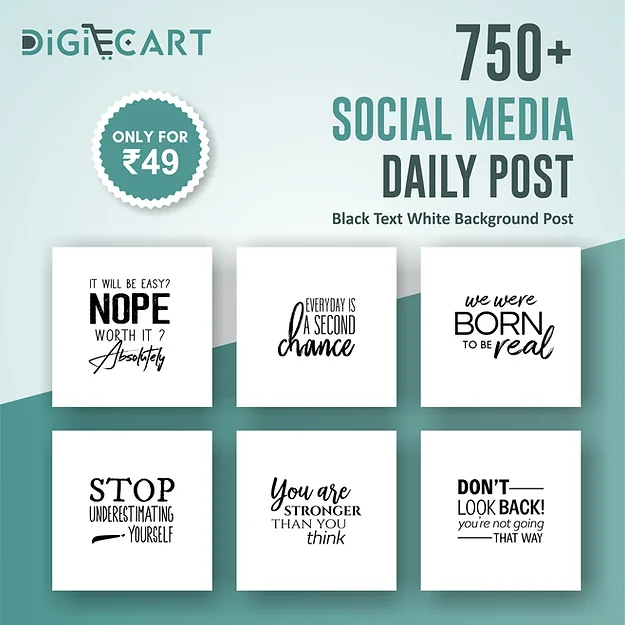 DiGiECART
750+
SOCIAL MEDIA
DAILY POST
Black Text White Background Post
ONLY FOR
₹49
IT WILL BE EASY?
NOPE
WORTH IT ?
Absolutely
EVERYDAY IS
A SECOND
chance
we were
BORN
TO BE real
STOP
UNDERESTIMATING
YOURSELF
You are
STRONGER
THAN YOU
think
DON'T
LOOK BACK!
you're not going
THAT WAY